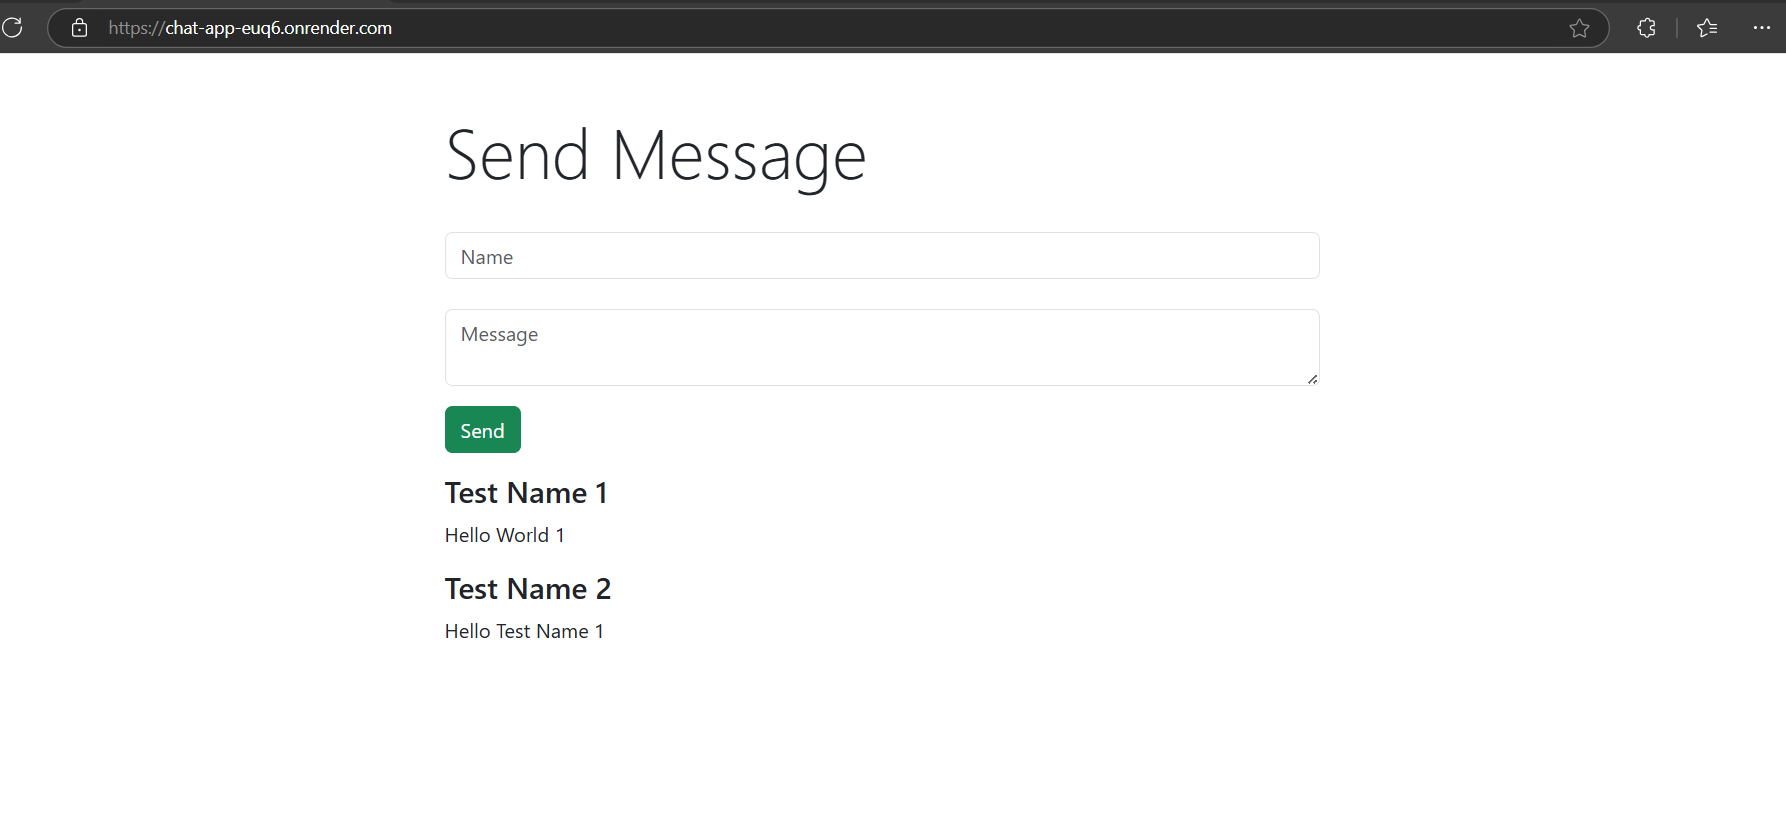 https://chat-app-euq6.onrender.com
Send Message
Name
Message
Send
Test Name 1
Hello World 1
Test Name 2
Hello Test Name 1